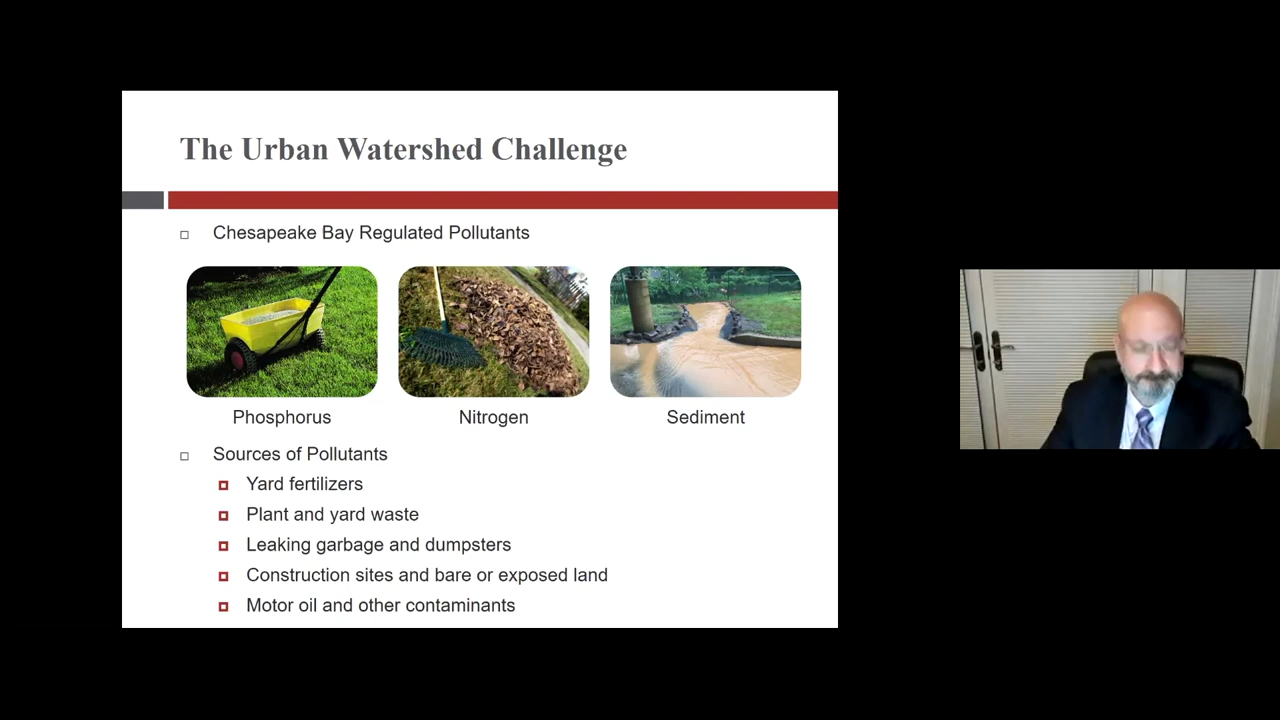 The Urban Watershed Challenge
Chesapeake Bay Regulated Pollutants
Phosphorus
Nitrogen
Sediment
Sources of Pollutants
Yard fertilizers
Plant and yard waste
Leaking garbage and dumpsters
Construction sites and bare or exposed land
Motor oil and other contaminants